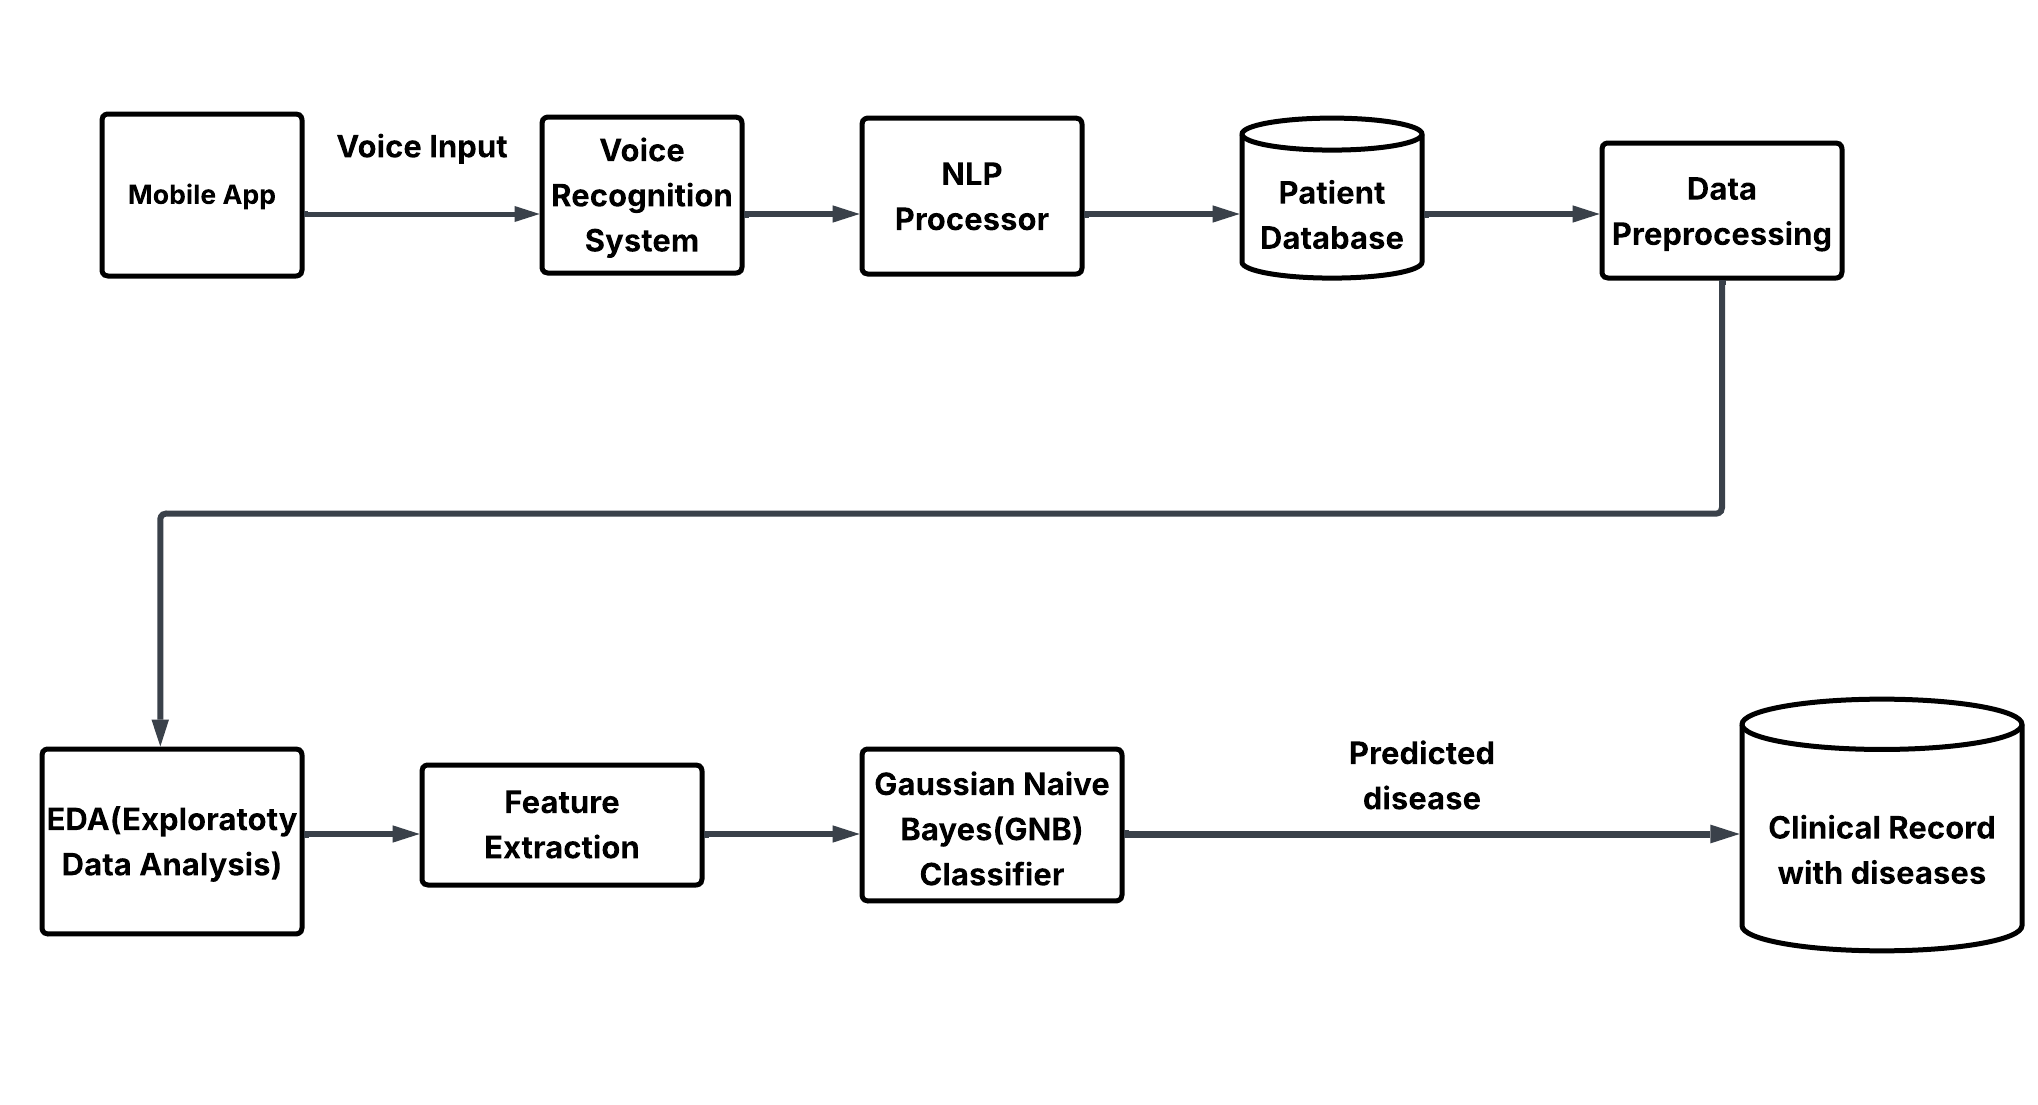 Mobile App
Voice Input
Voice
Recognition
System
NLP
Processor
Patient
Database
Data
Preprocessing
EDA(Exploratoty
Data Analysis)
Feature
Extraction
Gaussian Naive
Bayes(GNB)
Classifier
Predicted
disease
Clinical Record
with diseases